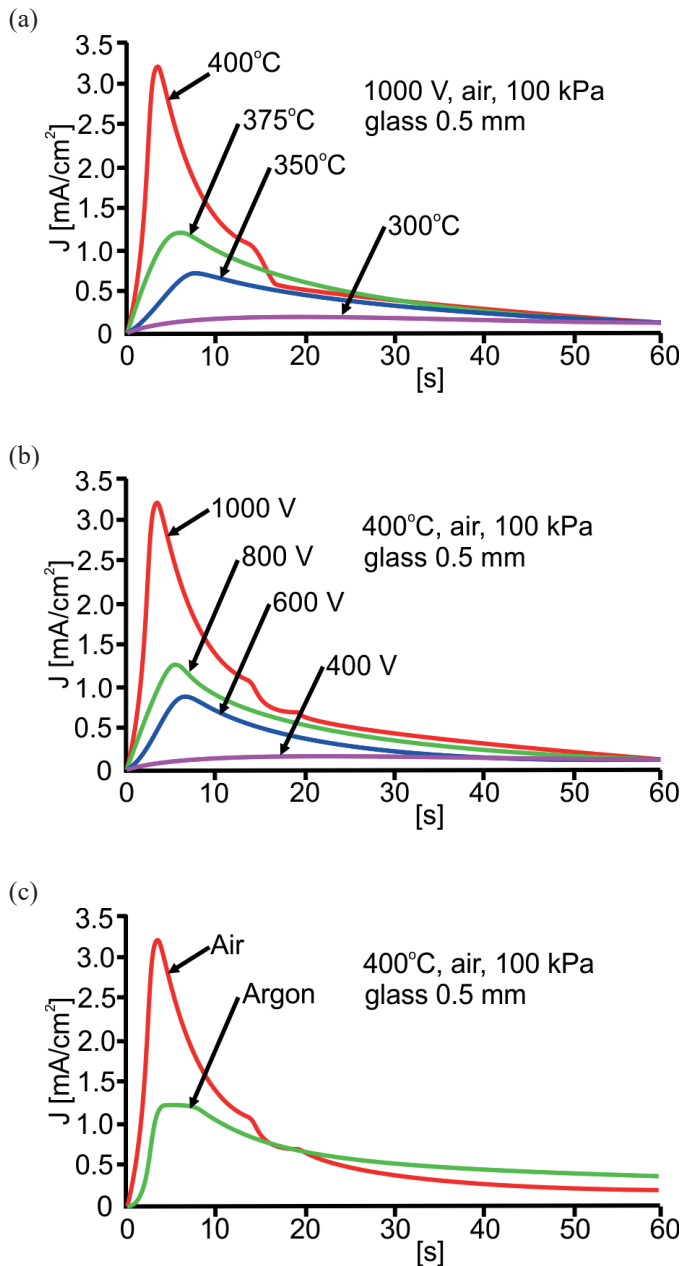 (a)
3.5
3.0
2.5
2.0
1.5
1.0
0.5
0
J [mA/cm²]
400°C
375°C
350°C
300°C
1000 V, air, 100 kPa
glass 0.5 mm
0 10 20 30 40 50 60
[s]
(b)
3.5
3.0
2.5
2.0
1.5
1.0
0.5
0
J [mA/cm²]
1000 V
800 V
600 V
400 V
400°C, air, 100 kPa
glass 0.5 mm
0 10 20 30 40 50 60
[s]
(c)
3.5
3.0
2.5
2.0
1.5
1.0
0.5
0
J [mA/cm²]
Air
Argon
400°C, air, 100 kPa
glass 0.5 mm
0 10 20 30 40 50 60
[s]